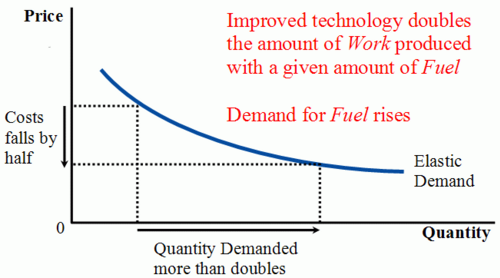 Price
Improved technology doubles
the amount of Work produced
with a given amount of Fuel
Demand for Fuel rises
Costs
falls by
half
Elastic
Demand
0
Quantity
Quantity Demanded
more than doubles